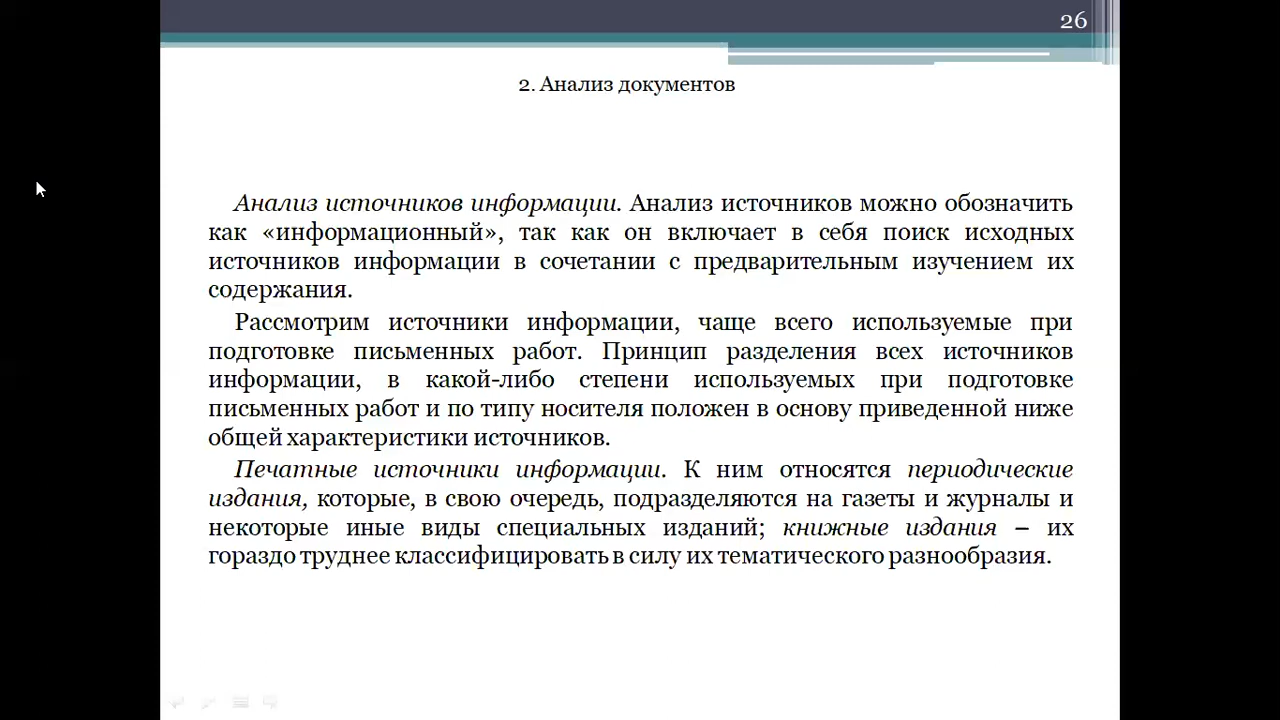 26
2. Анализ документов
Анализ источников информации. Анализ источников можно обозначить
как «информационный», так как он включает в себя поиск исходных
источников информации в сочетании с предварительным изучением их
содержания.
Рассмотрим источники информации, чаще всего используемые при
подготовке письменных работ. Принцип разделения всех источников
информации, в какой-либо степени используемых при подготовке
письменных работ и по типу носителя положен в основу приведенной ниже
общей характеристики источников.
Печатные источники информации. К ним относятся периодические
издания, которые, в свою очередь, подразделяются на газеты и журналы и
некоторые иные виды специальных изданий; книжные издания – их
гораздо труднее классифицировать в силу их тематического разнообразия.